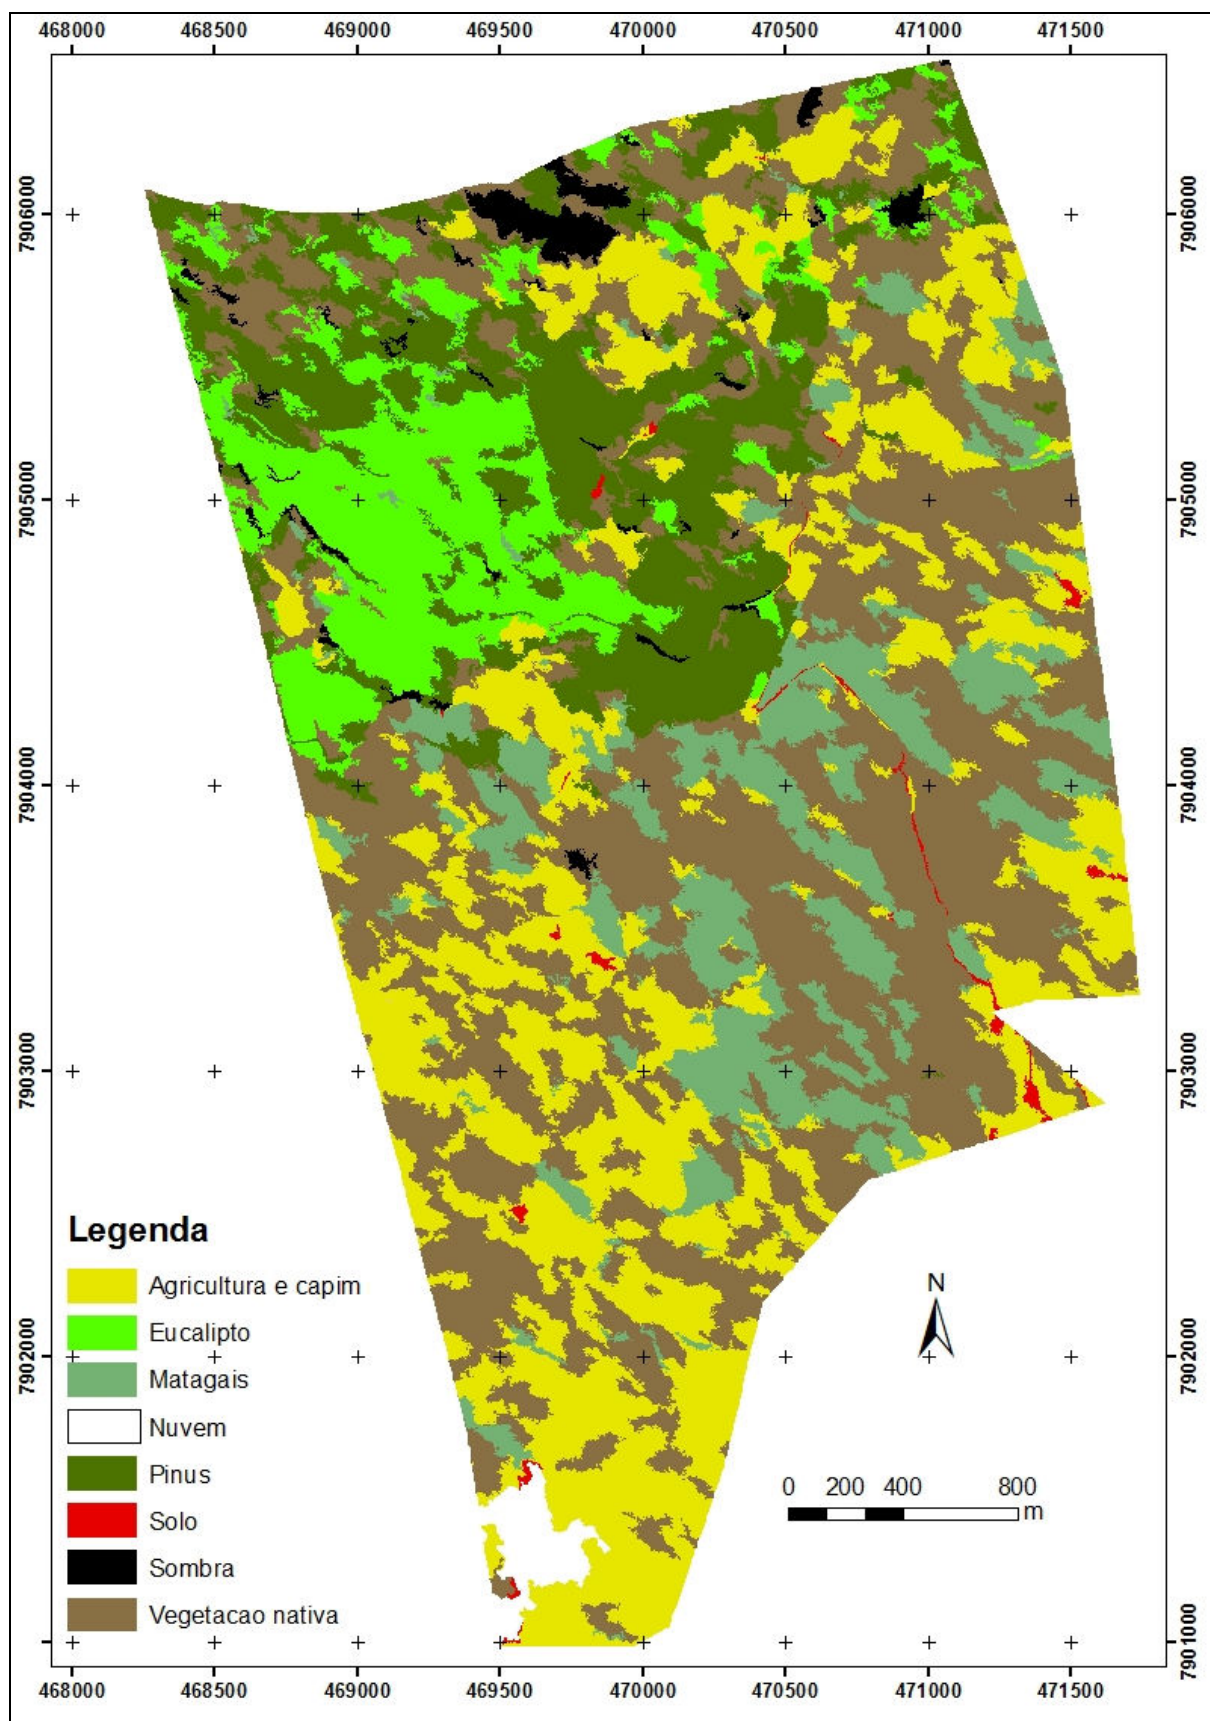 468000 468500 469000 469500 470000 470500 471000 471500
7906000 7906000
7905000 7905000
7904000 7904000
7903000 7903000
Legenda
Agricultura e capim
N
Eucalipto
7902000 7902000
Matagais
Nuvem
Pinus
0 200 400 800
m
Solo
Sombra
Vegetacao nativa
7901000 7901000
468000 468500 469000 469500 470000 470500 471000 471500